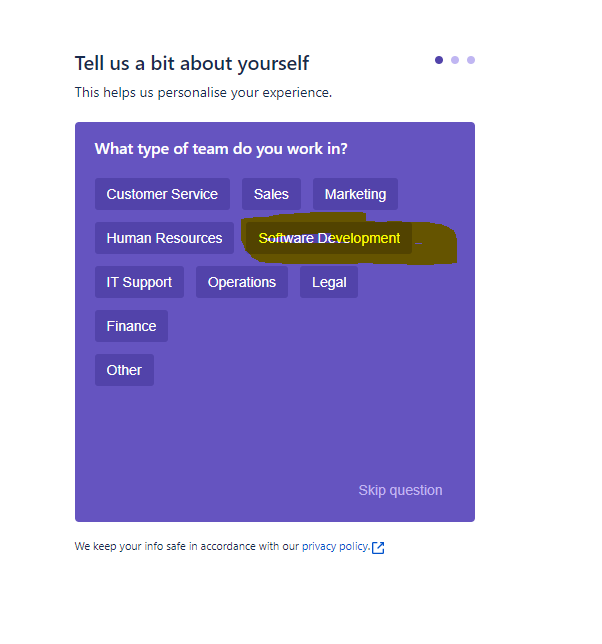 Tell us a bit about yourself
This helps us personalise your experience.
What type of team do you work in?
Customer Service Sales Marketing
Human Resources Software Development
IT Support Operations Legal
Finance
Other
Skip question
We keep your info safe in accordance with our privacy policy.